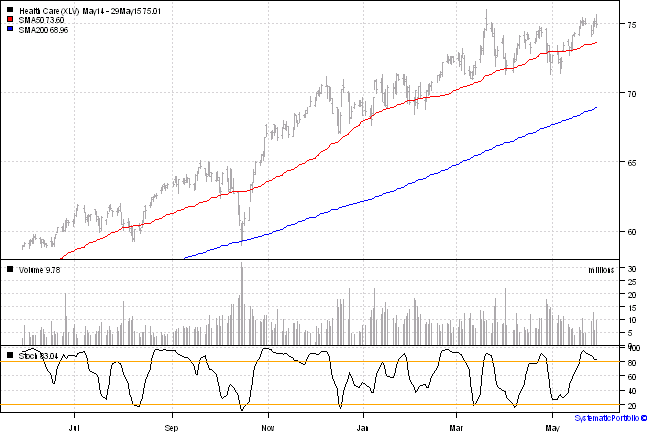 Health Care (XLV) May14 - 29May15 75.01
SMA50 73.60
SMA200 68.96
75
70
65
60
Volume 9.78
millions
30
25
20
15
10
5
0
Stoch 83.04
100
80
60
40
20
Jul
Sep
Nov
Jan
Mar
May
SystematicPortfolio ©